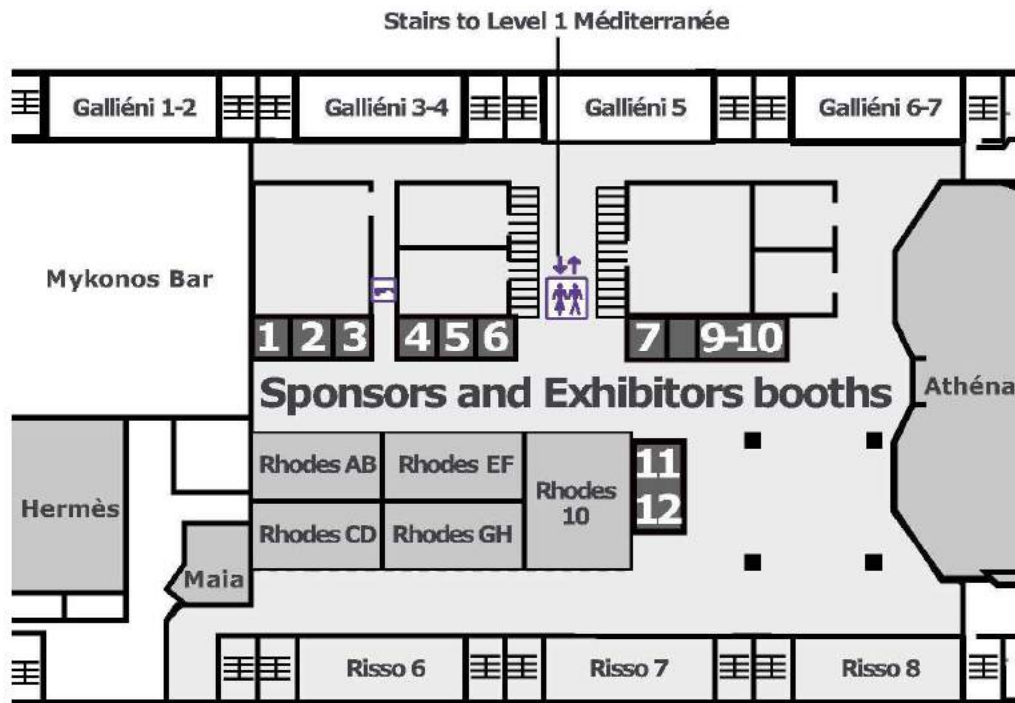 Stairs to Level 1 Méditerranée
Galliéni 1-2
Galliéni 3-4
Galliéni 5
Galliéni 6-7
Mykonos Bar
1 2 3
4 5 6
7 9-10
Sponsors and Exhibitors booths
Athéna
Rhodes AB
Rhodes EF
Rhodes
10
11
12
Hermès
Rhodes CD
Rhodes GH
Maia
Risso 6
Risso 7
Risso 8